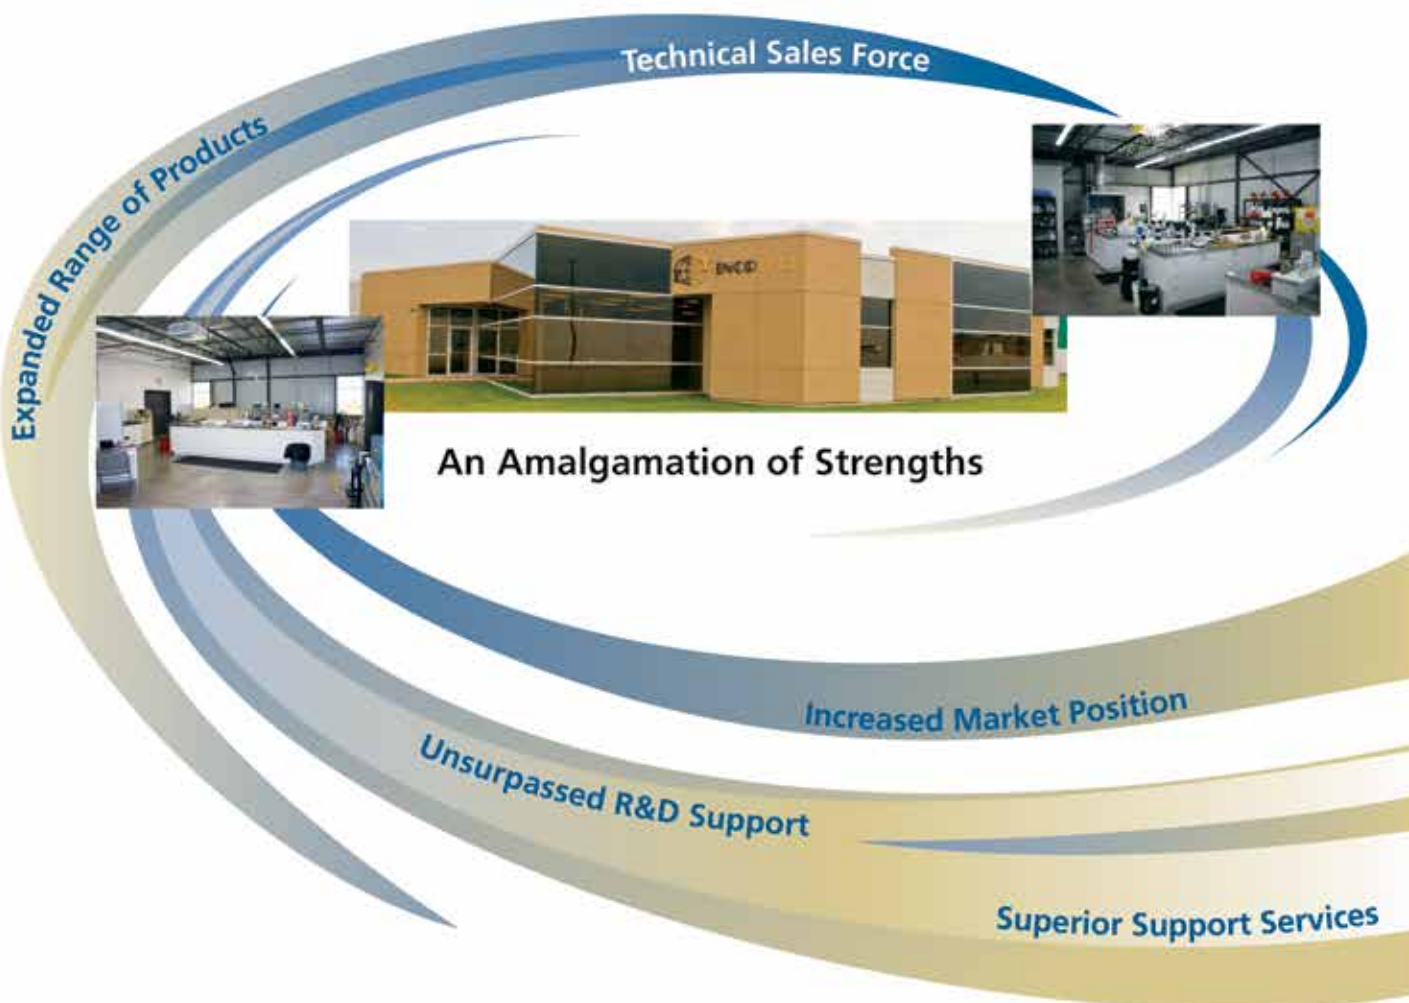 Technical Sales Force
Expanded Range of Products
An Amalgamation of Strengths
Increased Market Position
Unsurpassed R&D Support
Superior Support Services